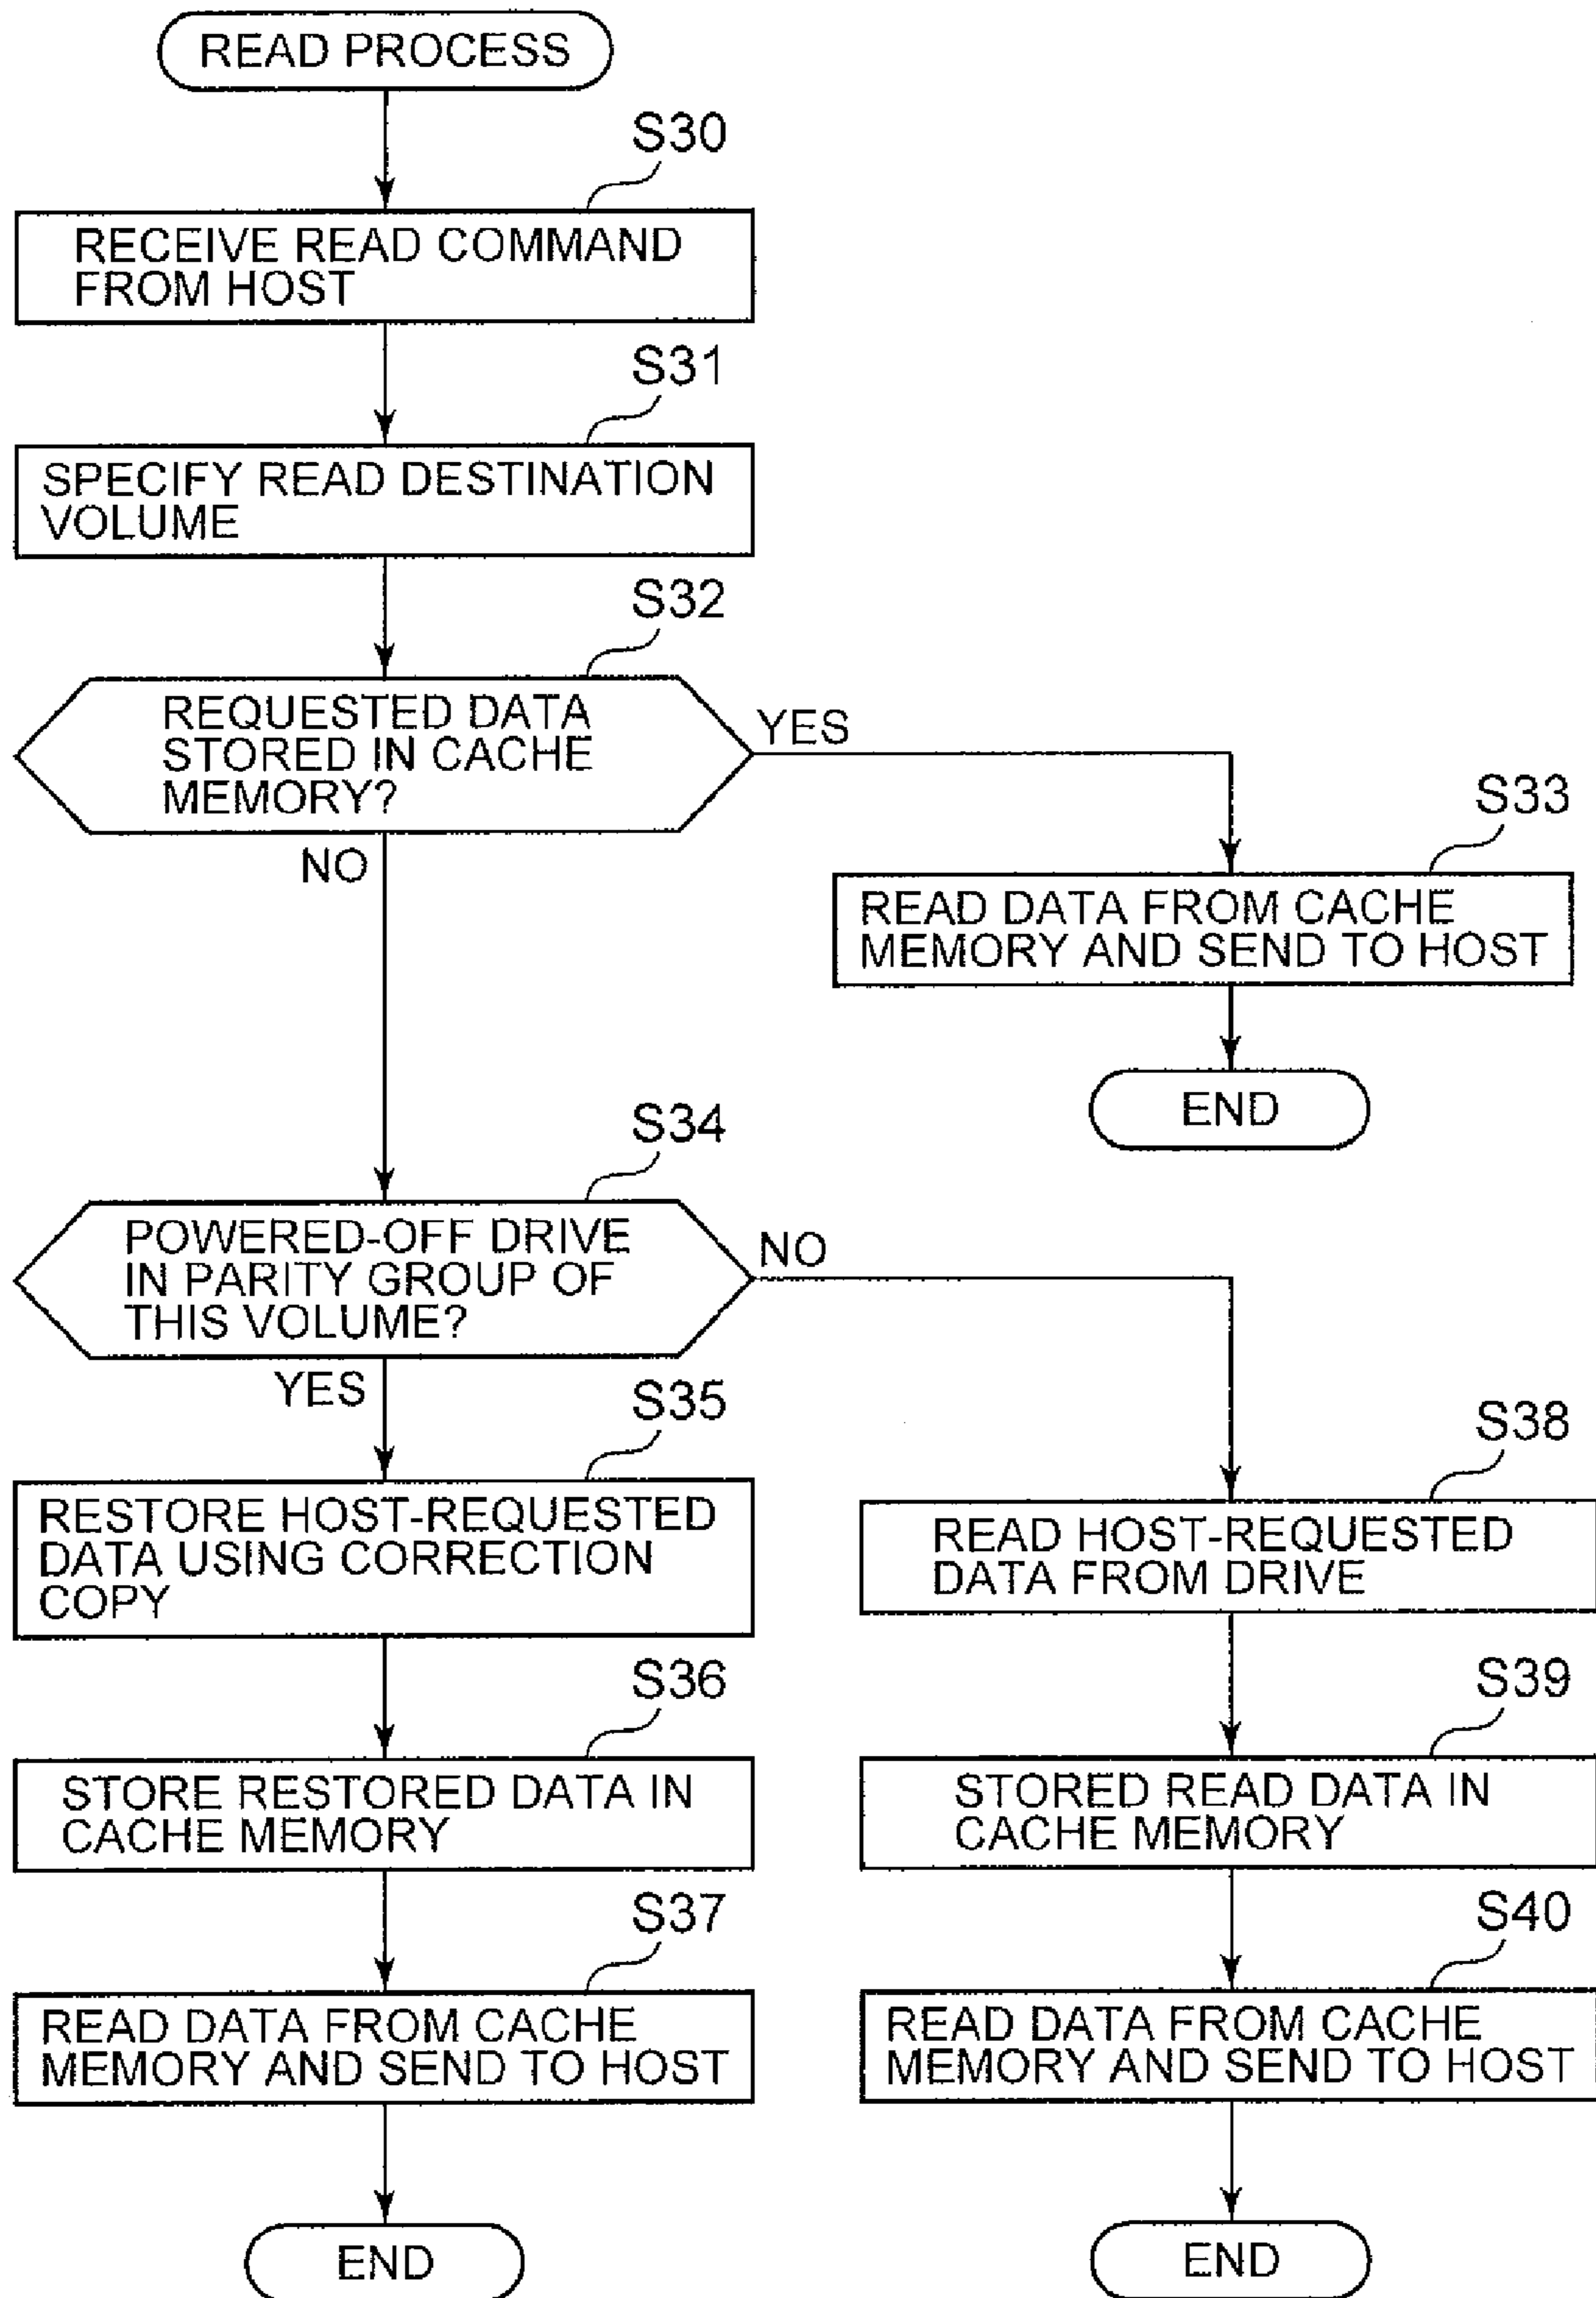 READ PROCESS
S30
RECEIVE READ COMMAND
FROM HOST
S31
SPECIFY READ DESTINATION
VOLUME
S32
REQUESTED DATA
STORED IN CACHE
MEMORY?
YES
NO
S33
READ DATA FROM CACHE
MEMORY AND SEND TO HOST
END
S34
POWERED-OFF DRIVE
IN PARITY GROUP OF
THIS VOLUME?
NO
YES
S35
RESTORE HOST-REQUESTED
DATA USING CORRECTION
COPY
S36
STORE RESTORED DATA IN
CACHE MEMORY
S37
READ DATA FROM CACHE
MEMORY AND SEND TO HOST
END
S38
READ HOST-REQUESTED
DATA FROM DRIVE
S39
STORED READ DATA IN
CACHE MEMORY
S40
READ DATA FROM CACHE
MEMORY AND SEND TO HOST
END